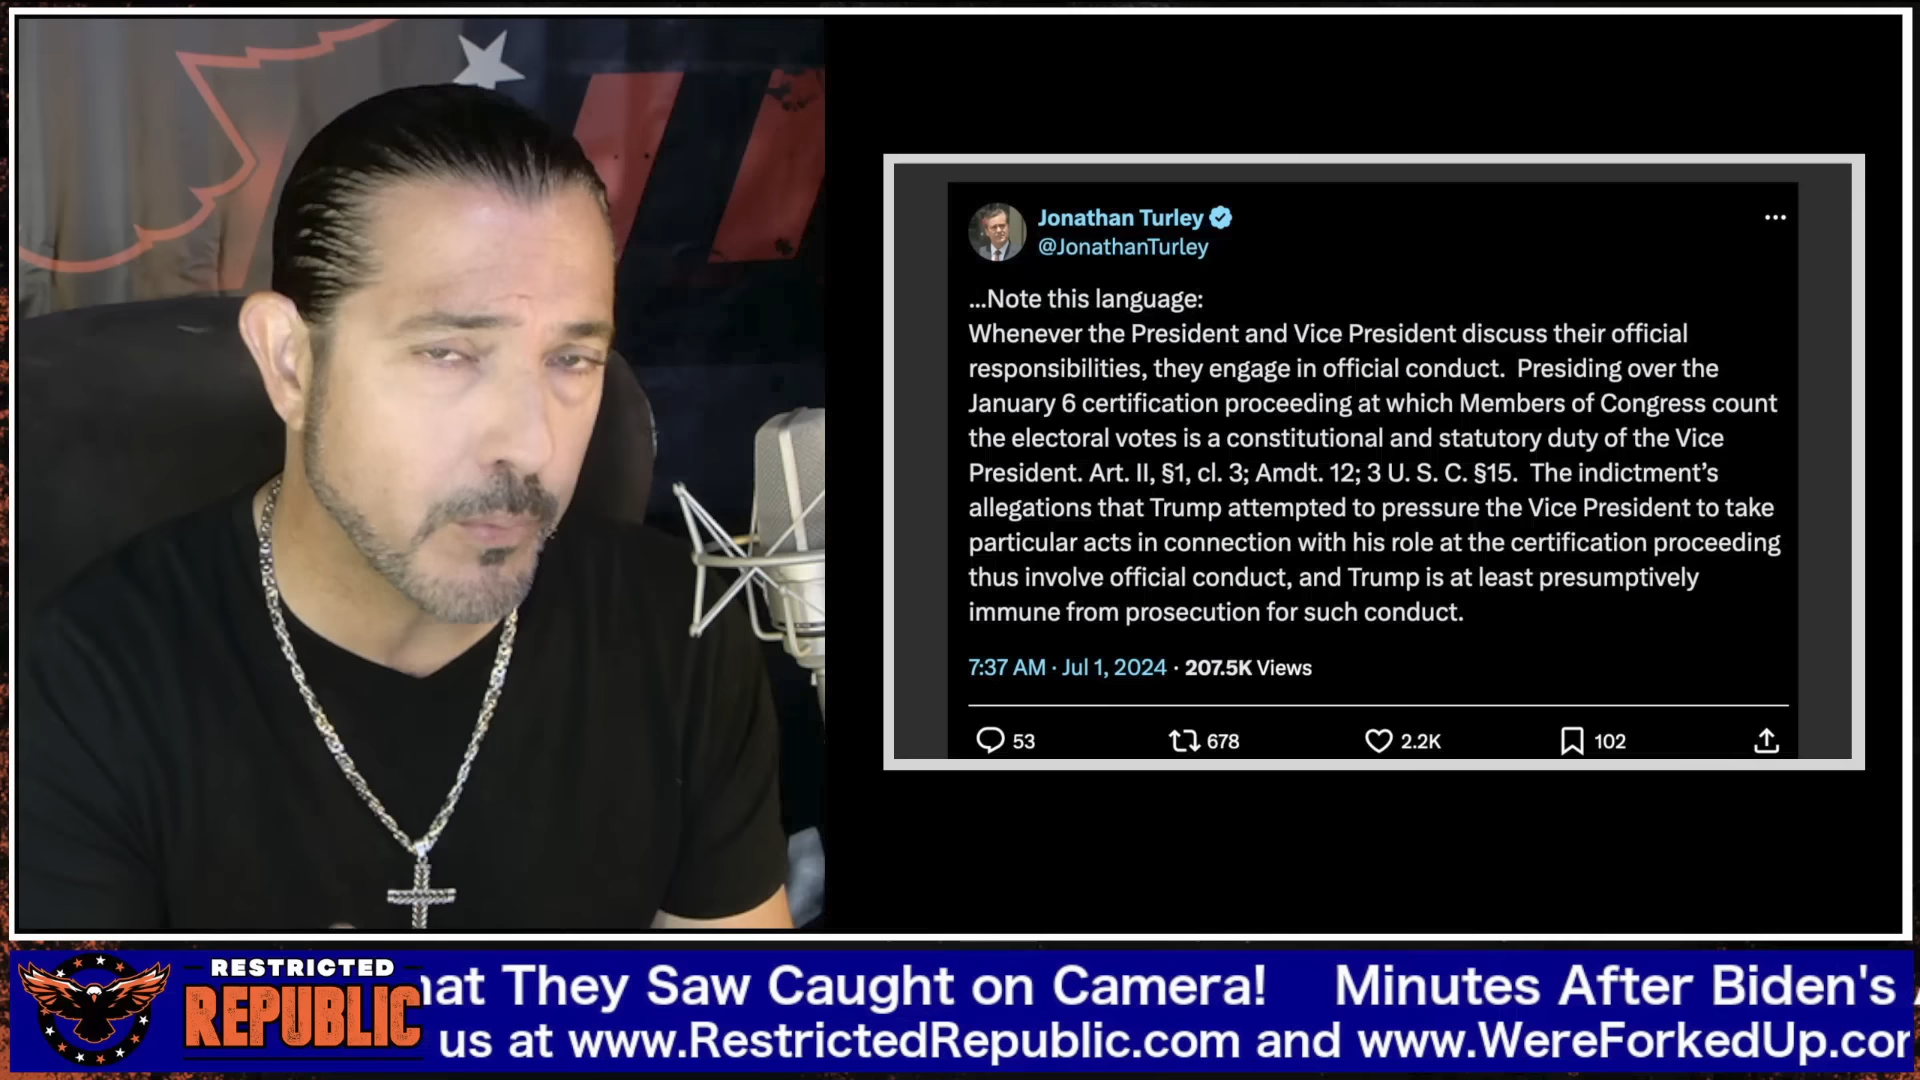 Jonathan Turley
@JonathanTurley
...Note this language:
Whenever the President and Vice President discuss their official
responsibilities, they engage in official conduct.  Presiding over the
January 6 certification proceeding at which Members of Congress count
the electoral votes is a constitutional and statutory duty of the Vice
President. Art. II, §1, cl. 3; Amdt. 12; 3 U. S. C. §15.  The indictment's
allegations that Trump attempted to pressure the Vice President to take
particular acts in connection with his role at the certification proceeding
thus involve official conduct, and Trump is at least presumptively
immune from prosecution for such conduct.
7:37 AM · Jul 1, 2024 · 207.5K Views
53 678 2.2K 102
RESTRICTED
REPUBLIC
They Saw Caught on Camera! Minutes After Biden's
us at www.RestrictedRepublic.com and www.WereForkedUp.com